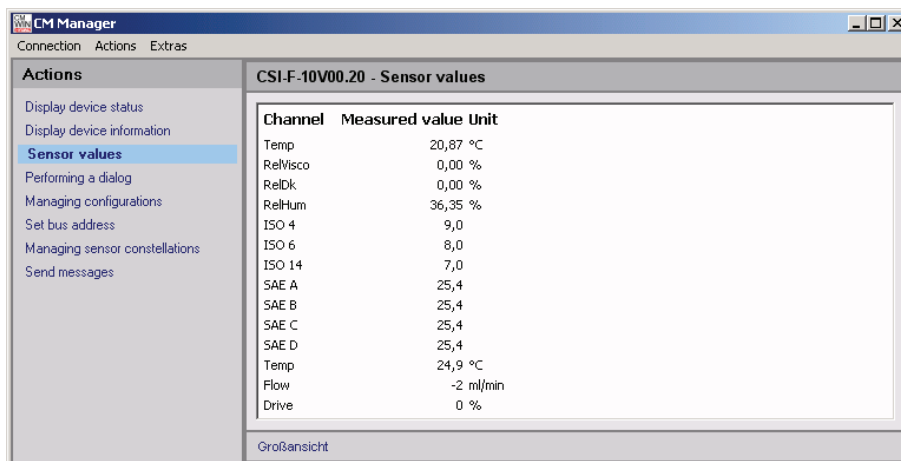 CM Manager
Connection Actions Extras
Actions
Display device status
Display device information
Sensor values
Performing a dialog
Managing configurations
Set bus address
Managing sensor constellations
Send messages
CSI-F-10V00.20 - Sensor values
Channel Measured value Unit
Temp 20,87 °C
RelVisco 0,00 %
RelDk 0,00 %
RelHum 36,35 %
ISO 4 9,0
ISO 6 8,0
ISO 14 7,0
SAE A 25,4
SAE B 25,4
SAE C 25,4
SAE D 25,4
Temp 24,9 °C
Flow -2 ml/min
Drive 0 %
Großansicht